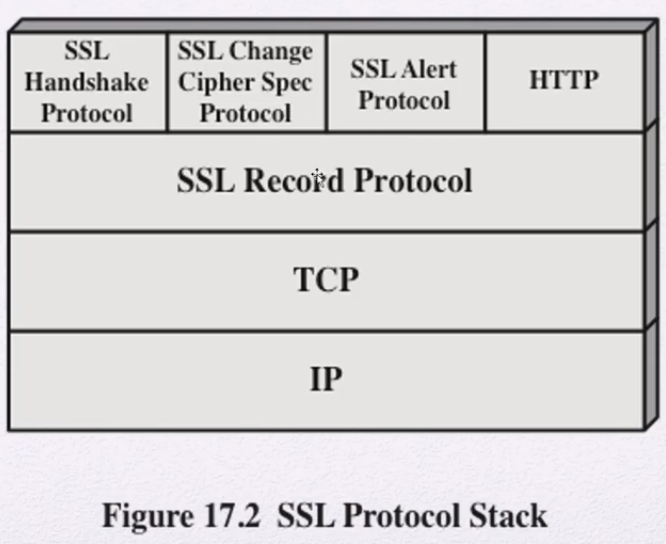 SSL
Handshake
Protocol
SSL Change
Cipher Spec
Protocol
SSL Alert
Protocol
HTTP
SSL Record Protocol
TCP
IP
Figure 17.2 SSL Protocol Stack